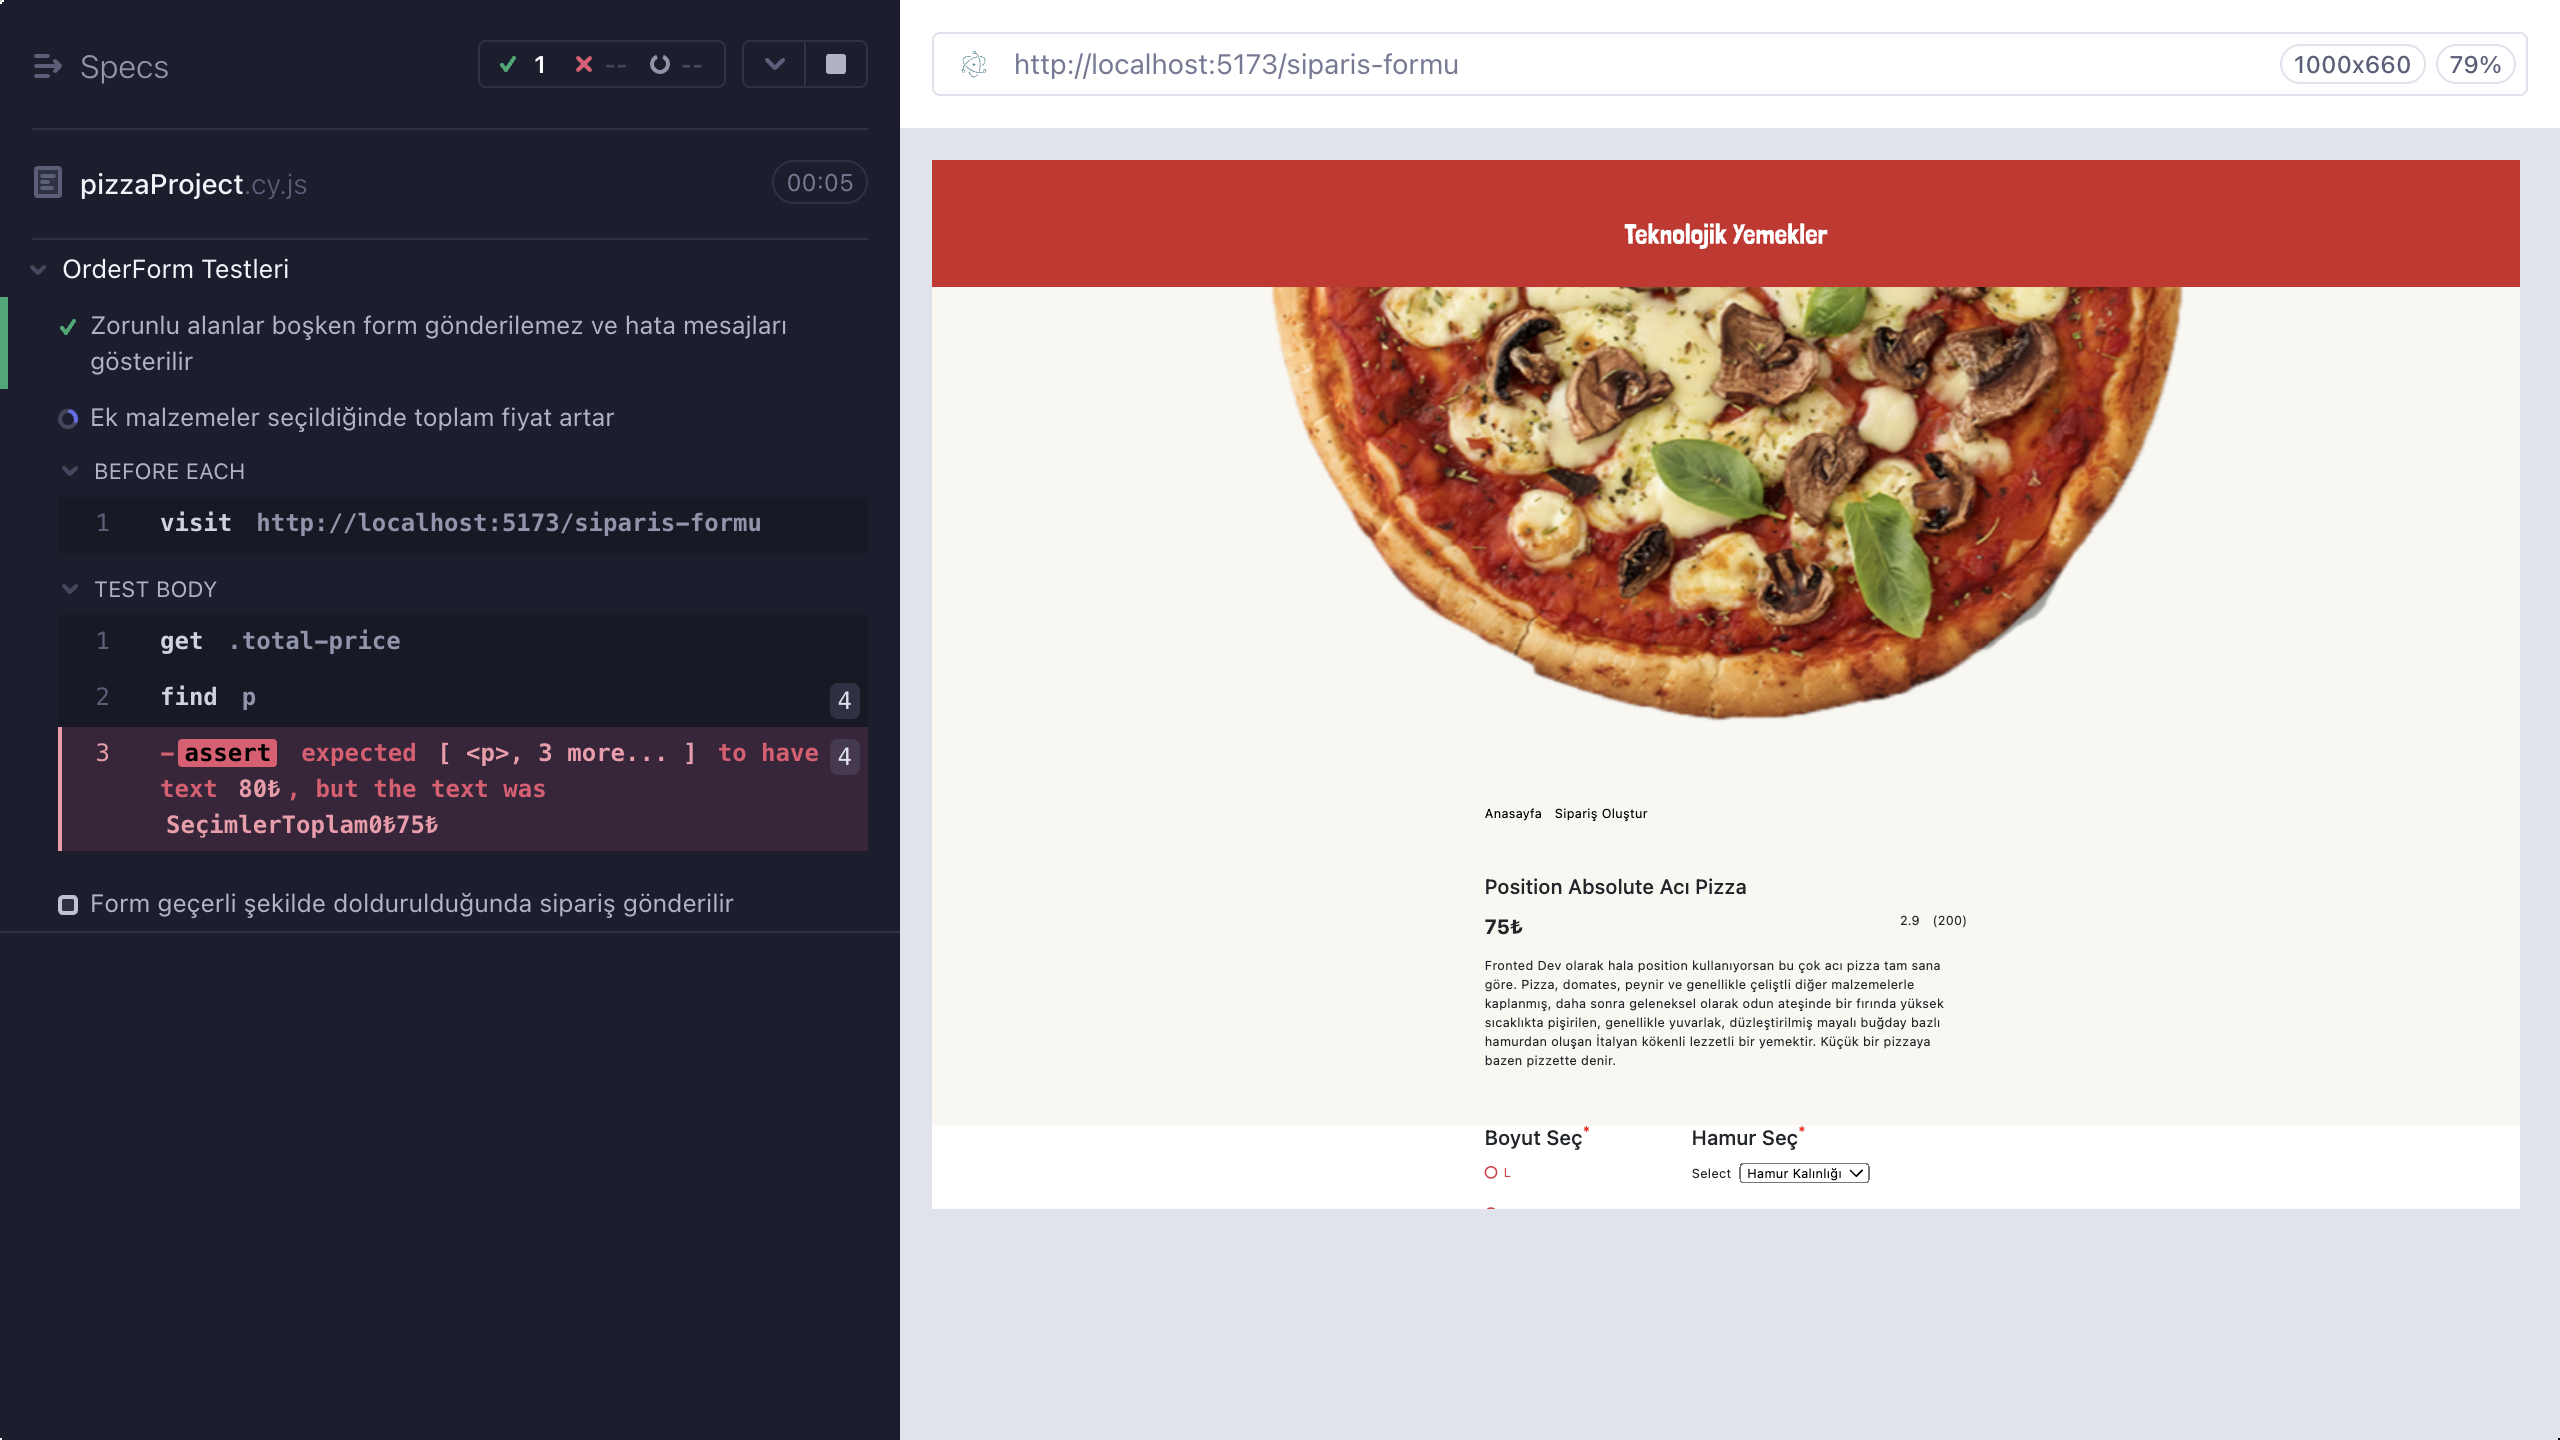 Specs
1 -- --
pizzaProject.cy.js 00:05
OrderForm Testleri
Zorunlu alanlar boşken form gönderilemez ve hata mesajları
gösterilir
Ek malzemeler seçildiğinde toplam fiyat artar
BEFORE EACH
1 visit http://localhost:5173/siparis-formu
TEST BODY
1 get .total-price
2 find p 4
3 -assert expected [ <p>, 3 more... ] to have 4
text 80₺, but the text was
SeçimlerToplam0₺75₺
Form geçerli şekilde doldurulduğunda sipariş gönderilir
http://localhost:5173/siparis-formu 1000x660 79%
Teknolojik Yemekler
Anasayfa Sipariş Oluştur
Position Absolute Acı Pizza
75₺ 2.9 (200)
Fronted Dev olarak hala position kullanıyorsan bu çok acı pizza tam sana
göre. Pizza, domates, peynir ve genellikle çeliştli diğer malzemelerle
kaplanmış, daha sonra geleneksel olarak odun ateşinde bir fırında yüksek
sıcaklıkta pişirilen, genellikle yuvarlak, düzleştirilmiş mayalı buğday bazlı
hamurdan oluşan İtalyan kökenli lezzetli bir yemektir. Küçük bir pizzaya
bazen pizzette denir.
Boyut Seç* Hamur Seç*
L Select Hamur Kalınlığı